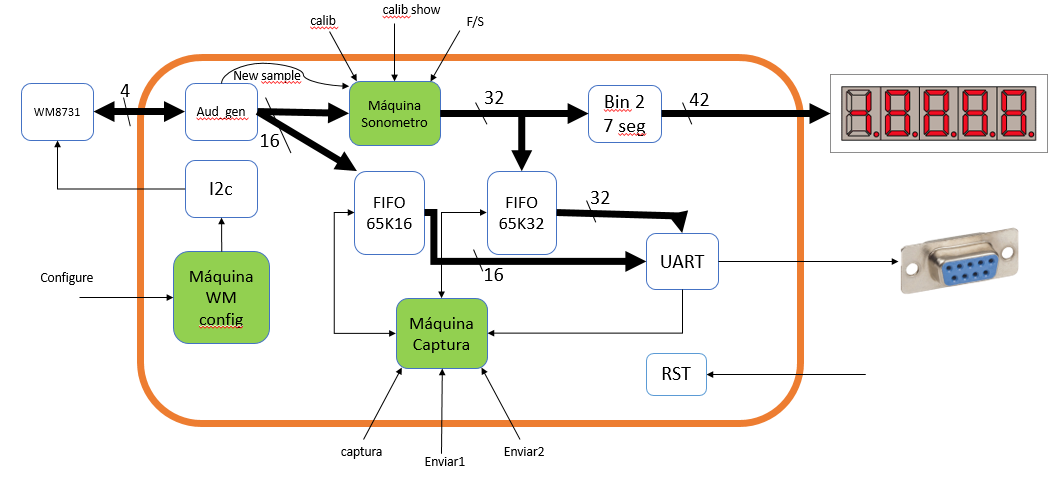 calib
calib show
F/S
New sample
WM8731
4
Aud_gen
16
Máquina
Sonometro
32
Bin 2
7 seg
42
I2c
FIFO
65K16
FIFO
65K32
32
16
UART
Configure
Máquina
WM
config
Máquina
Captura
RST
captura
Enviar1
Enviar2